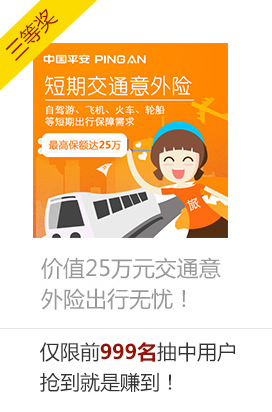 三等奖
中国平安 PINGAN
短期交通意外险
自驾游、飞机、火车、轮船
等短期出行保障需求
最高保额达25万
旅
价值25万元交通意
外险出行无忧！
仅限前999名抽中用户
抢到就是赚到！